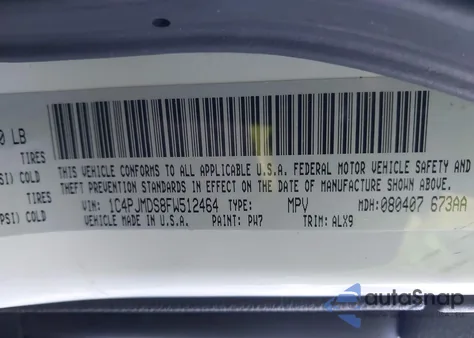 0 LB
TIRES
SI) COLD
TIRES
PSI) COLD
THIS VEHICLE CONFORMS TO ALL APPLICABLE U.S.A. FEDERAL MOTOR VEHICLE SAFETY AND
THEFT PREVENTION STANDARDS IN EFFECT ON THE DATE OF MANUFACTURE SHOWN ABOVE.
VIN: 1C4PJMDS8FW512464 TYPE: MPV MDH: 080407 673AA
VEHICLE MADE IN U.S.A. PAINT: PW7 TRIM: ALX9
autoSnap